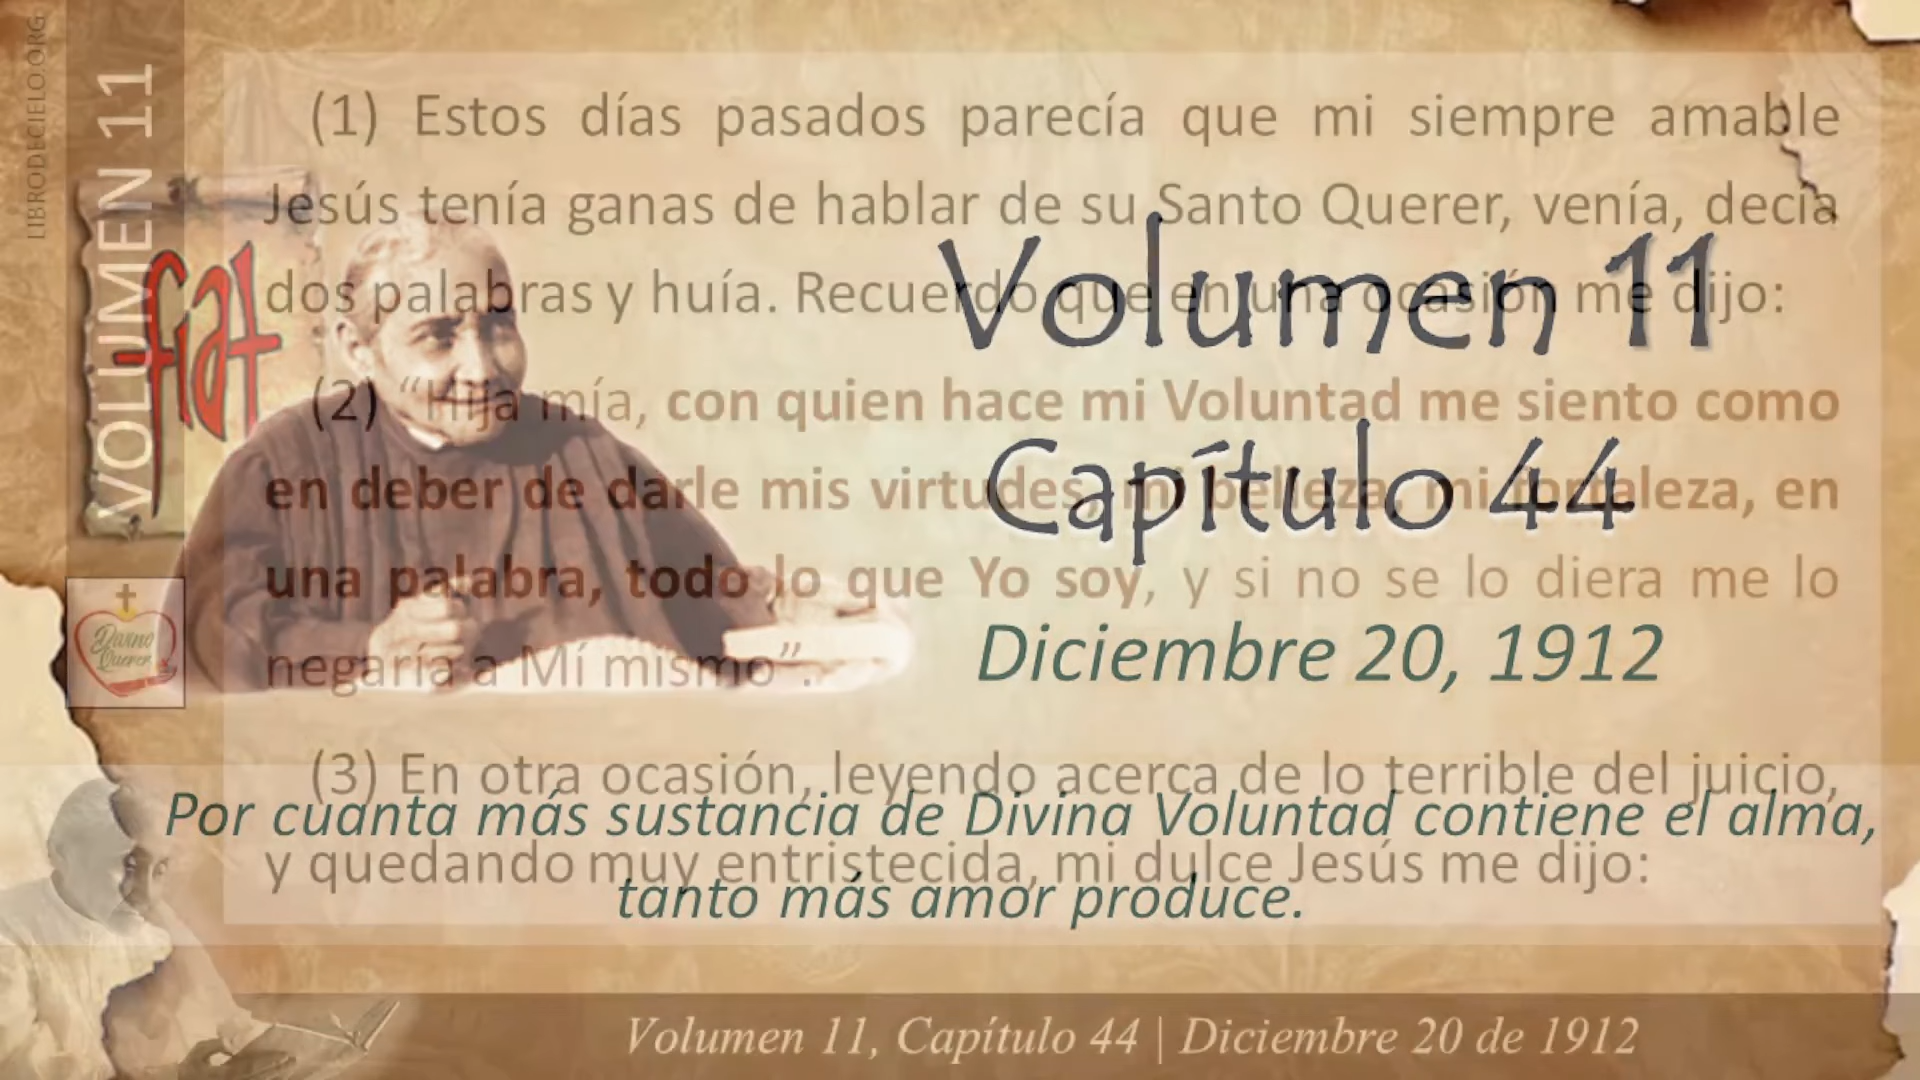 LIBRODECIELO.ORG
VOLUMEN 11
fiat
Divino
Querer
(1) Estos días pasados parecía que mi siempre amable
Jesús tenía ganas de hablar de su Santo Querer, venía, decía
dos palabras y huía. Recuerdo que en una ocasión me dijo:
(2) “Hija mía, con quien hace mi Voluntad me siento como
en deber de darle mis virtudes, mi belleza, mi fortaleza, en
una palabra, todo lo que Yo soy, y si no se lo diera me lo
negaría a Mí mismo”.
(3) En otra ocasión, leyendo acerca de lo terrible del juicio,
y quedando muy entristecida, mi dulce Jesús me dijo:
Volumen 11
Capítulo 44
Diciembre 20, 1912
Por cuanta más sustancia de Divina Voluntad contiene el alma,
tanto más amor produce.
Volumen 11, Capítulo 44 | Diciembre 20 de 1912